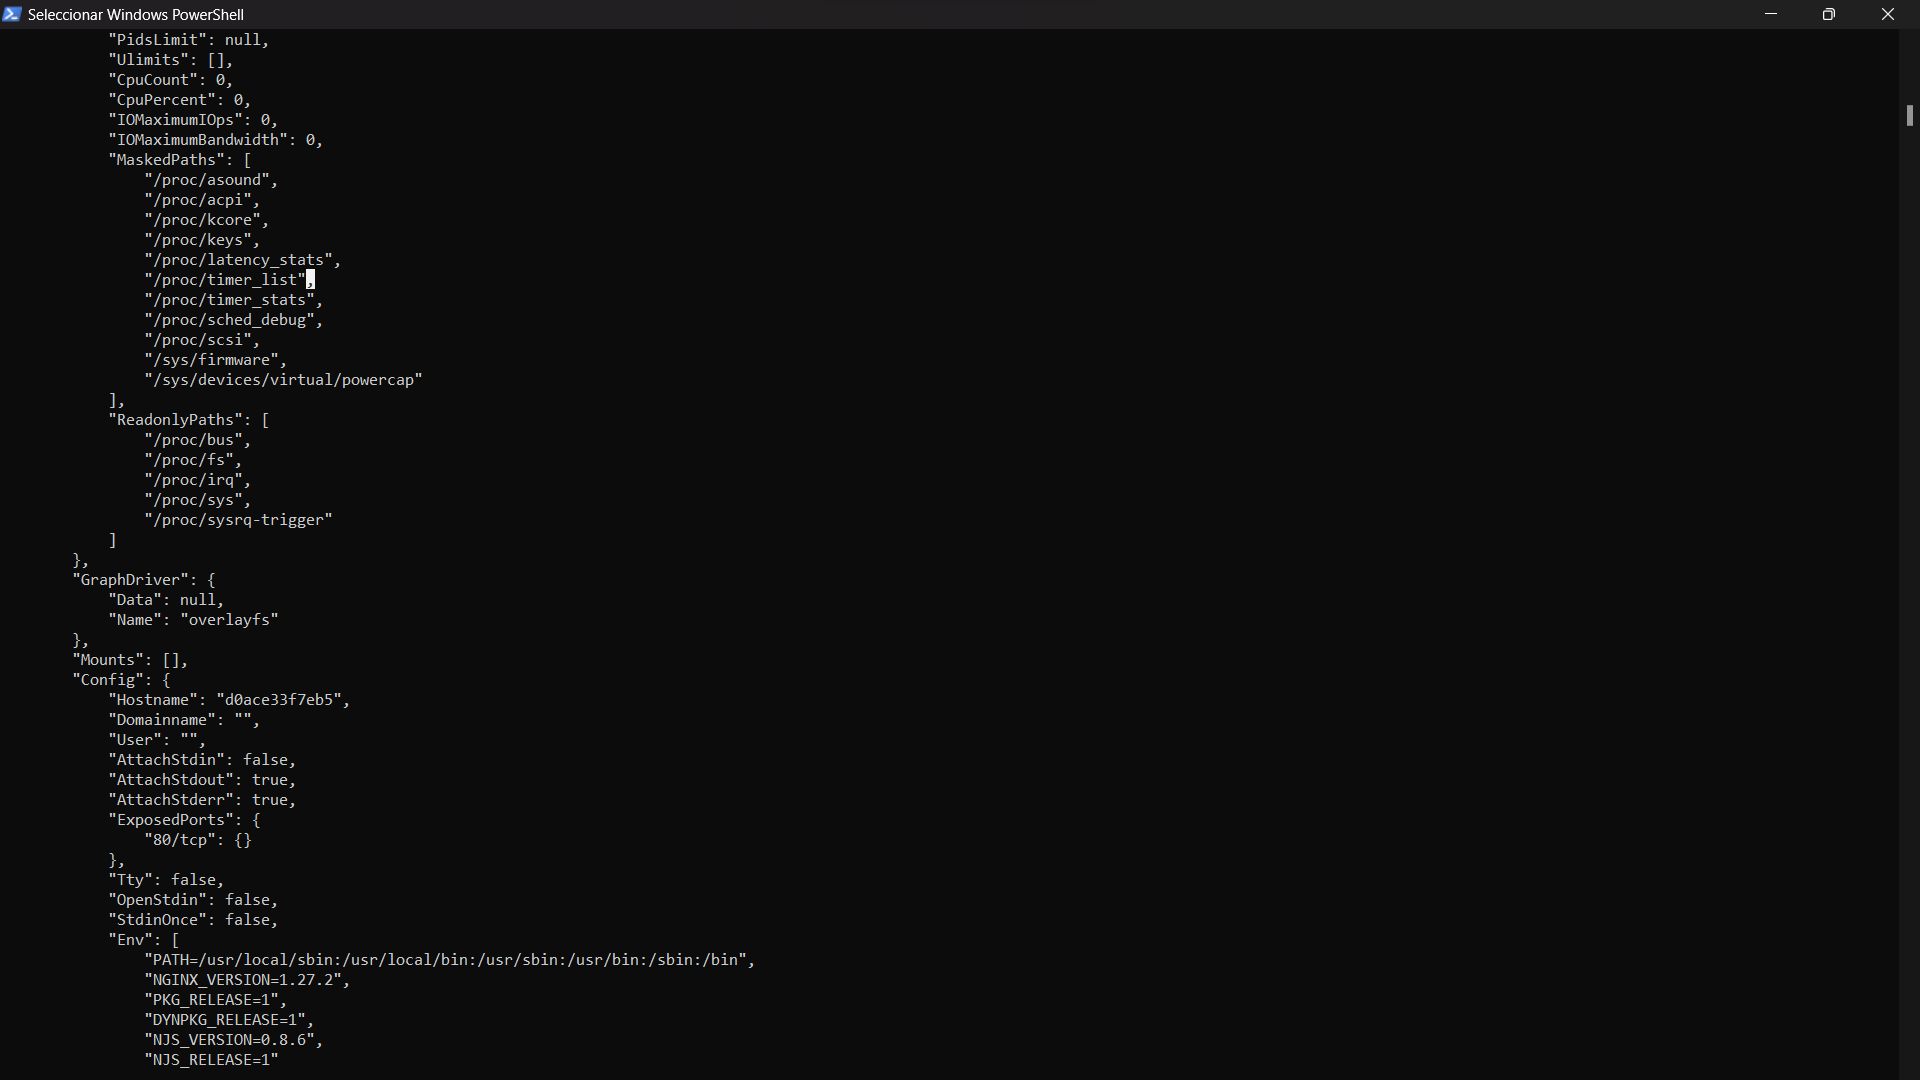 Seleccionar Windows PowerShell
"PidsLimit": null,
"Ulimits": [],
"CpuCount": 0,
"CpuPercent": 0,
"IOMaximumIOps": 0,
"IOMaximumBandwidth": 0,
"MaskedPaths": [
"/proc/asound",
"/proc/acpi",
"/proc/kcore",
"/proc/keys",
"/proc/latency_stats",
"/proc/timer_list",
"/proc/timer_stats",
"/proc/sched_debug",
"/proc/scsi",
"/sys/firmware",
"/sys/devices/virtual/powercap"
],
"ReadonlyPaths": [
"/proc/bus",
"/proc/fs",
"/proc/irq",
"/proc/sys",
"/proc/sysrq-trigger"
]
},
"GraphDriver": {
"Data": null,
"Name": "overlayfs"
},
"Mounts": [],
"Config": {
"Hostname": "d0ace33f7eb5",
"Domainname": "",
"User": "",
"AttachStdin": false,
"AttachStdout": true,
"AttachStderr": true,
"ExposedPorts": {
"80/tcp": {}
},
"Tty": false,
"OpenStdin": false,
"StdinOnce": false,
"Env": [
"PATH=/usr/local/sbin:/usr/local/bin:/usr/sbin:/usr/bin:/sbin:/bin",
"NGINX_VERSION=1.27.2",
"PKG_RELEASE=1",
"DYNPKG_RELEASE=1",
"NJS_VERSION=0.8.6",
"NJS_RELEASE=1"